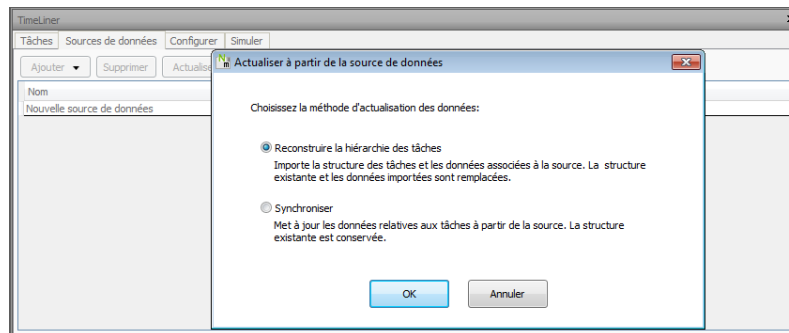 TimeLiner
Tâches Sources de données Configurer Simuler
Ajouter Supprimer Actualise
Actualiser à partir de la source de données
Nom
Nouvelle source de données
Choisissez la méthode d'actualisation des données:
Reconstruire la hiérarchie des tâches
Importe la structure des tâches et les données associées à la source. La structure
existante et les données importées sont remplacées.
Synchroniser
Met à jour les données relatives aux tâches à partir de la source. La structure
existante est conservée.
OK Annuler